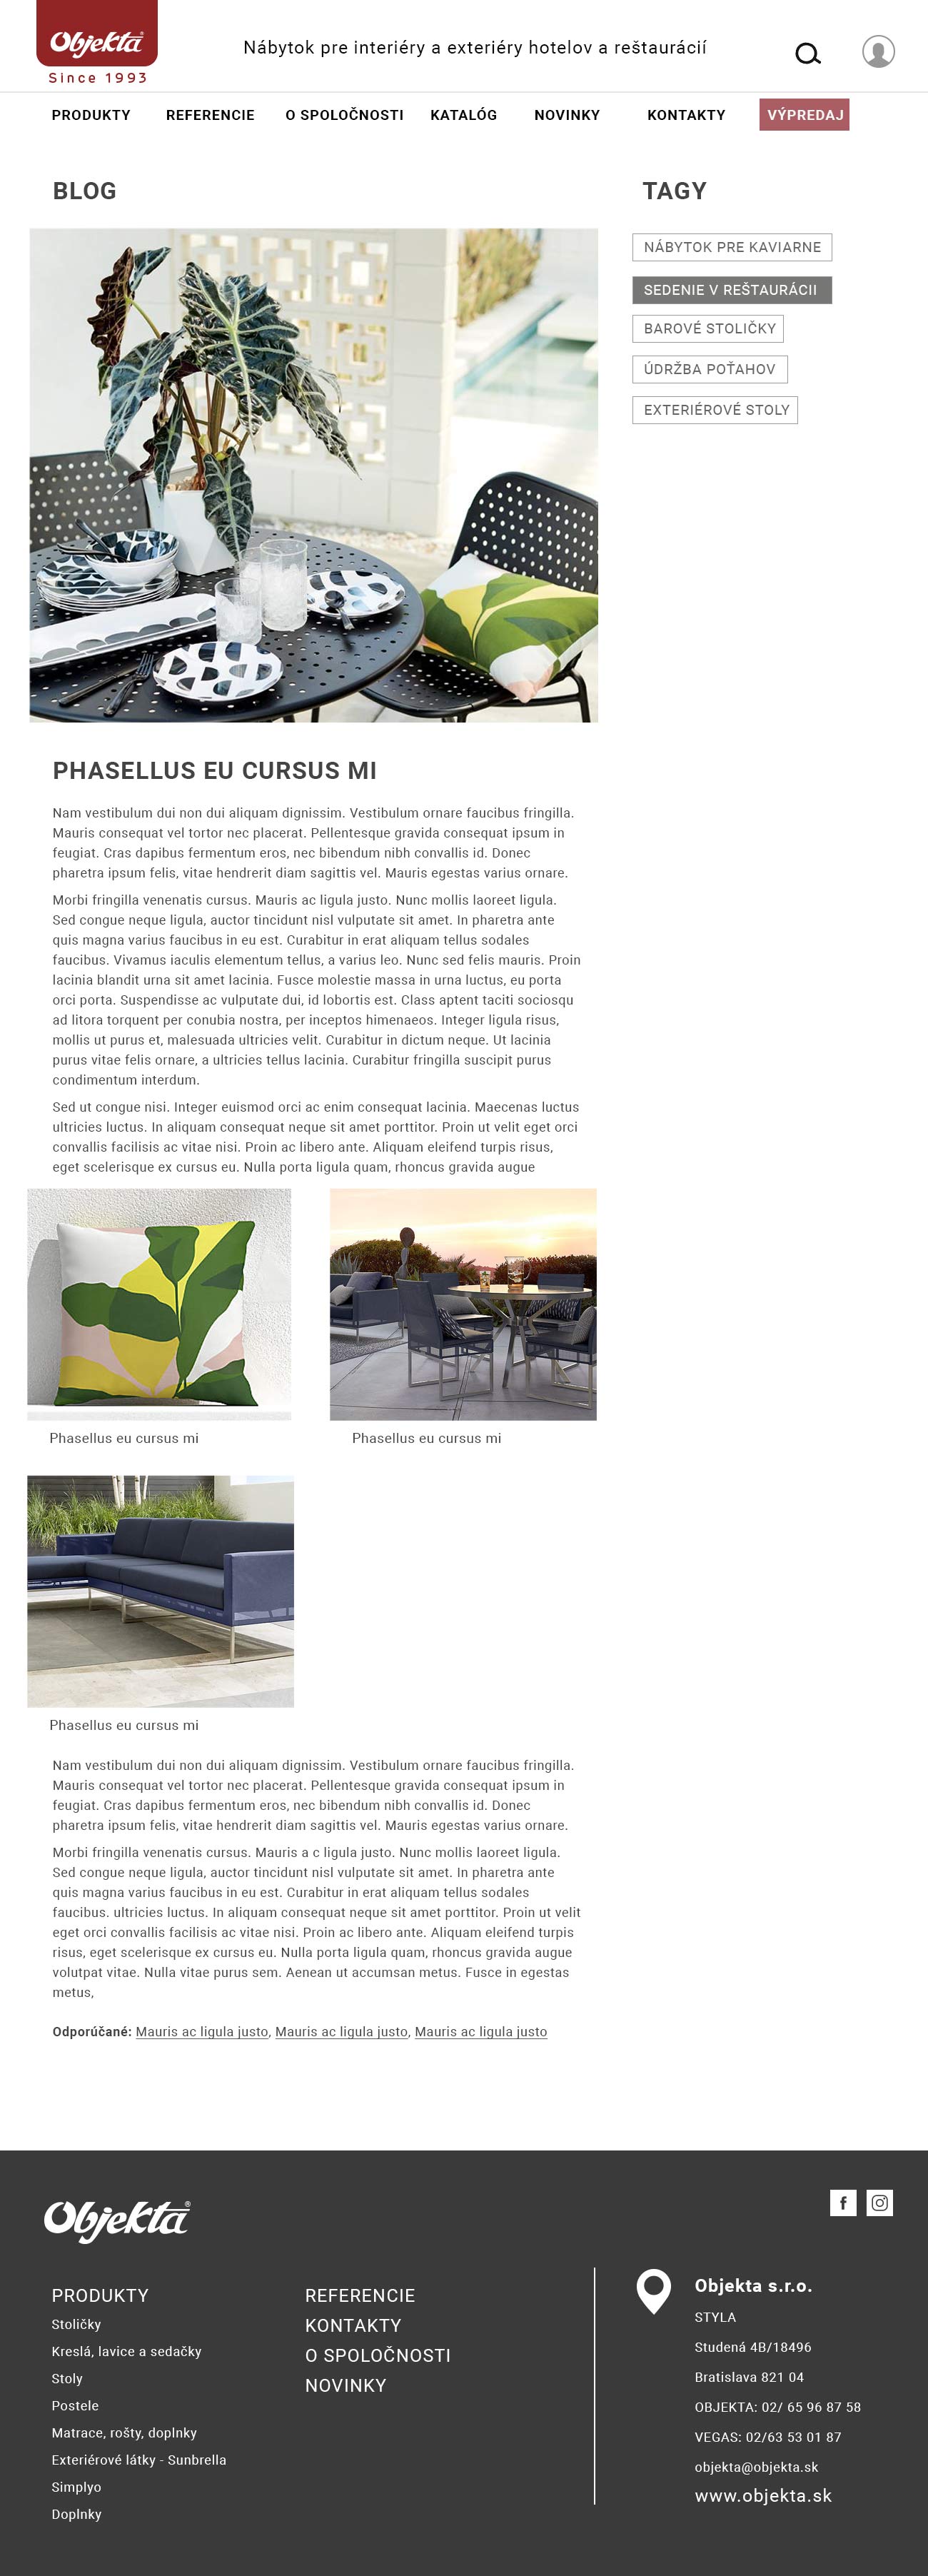 Objekta®
Since 1993
Nábytok pre interiéry a exteriéry hotelov a reštaurácií
PRODUKTY REFERENCIE O SPOLOČNOSTI KATALÓG NOVINKY KONTAKTY VÝPREDAJ
BLOG
TAGY
NÁBYTOK PRE KAVIARNE
SEDENIE V REŠTAURÁCII
BAROVÉ STOLIČKY
ÚDRŽBA POŤAHOV
EXTERIÉROVÉ STOLY
PHASELLUS EU CURSUS MI
Nam vestibulum dui non dui aliquam dignissim. Vestibulum ornare faucibus fringilla.
Mauris consequat vel tortor nec placerat. Pellentesque gravida consequat ipsum in
feugiat. Cras dapibus fermentum eros, nec bibendum nibh convallis id. Donec
pharetra ipsum felis, vitae hendrerit diam sagittis vel. Mauris egestas varius ornare.
Morbi fringilla venenatis cursus. Mauris ac ligula justo. Nunc mollis laoreet ligula.
Sed congue neque ligula, auctor tincidunt nisl vulputate sit amet. In pharetra ante
quis magna varius faucibus in eu est. Curabitur in erat aliquam tellus sodales
faucibus. Vivamus iaculis elementum tellus, a varius leo. Nunc sed felis mauris. Proin
lacinia blandit urna sit amet lacinia. Fusce molestie massa in urna luctus, eu porta
orci porta. Suspendisse ac vulputate dui, id lobortis est. Class aptent taciti sociosqu
ad litora torquent per conubia nostra, per inceptos himenaeos. Integer ligula risus,
mollis ut purus et, malesuada ultricies velit. Curabitur in dictum neque. Ut lacinia
purus vitae felis ornare, a ultricies tellus lacinia. Curabitur fringilla suscipit purus
condimentum interdum.
Sed ut congue nisi. Integer euismod orci ac enim consequat lacinia. Maecenas luctus
ultricies luctus. In aliquam consequat neque sit amet porttitor. Proin ut velit eget orci
convallis facilisis ac vitae nisi. Proin ac libero ante. Aliquam eleifend turpis risus,
eget scelerisque ex cursus eu. Nulla porta ligula quam, rhoncus gravida augue
Phasellus eu cursus mi
Phasellus eu cursus mi
Phasellus eu cursus mi
Nam vestibulum dui non dui aliquam dignissim. Vestibulum ornare faucibus fringilla.
Mauris consequat vel tortor nec placerat. Pellentesque gravida consequat ipsum in
feugiat. Cras dapibus fermentum eros, nec bibendum nibh convallis id. Donec
pharetra ipsum felis, vitae hendrerit diam sagittis vel. Mauris egestas varius ornare.
Morbi fringilla venenatis cursus. Mauris a c ligula justo. Nunc mollis laoreet ligula.
Sed congue neque ligula, auctor tincidunt nisl vulputate sit amet. In pharetra ante
quis magna varius faucibus in eu est. Curabitur in erat aliquam tellus sodales
faucibus. ultricies luctus. In aliquam consequat neque sit amet porttitor. Proin ut velit
eget orci convallis facilisis ac vitae nisi. Proin ac libero ante. Aliquam eleifend turpis
risus, eget scelerisque ex cursus eu. Nulla porta ligula quam, rhoncus gravida augue
volutpat vitae. Nulla vitae purus sem. Aenean ut accumsan metus. Fusce in egestas
metus,
Odporúčané: Mauris ac ligula justo, Mauris ac ligula justo, Mauris ac ligula justo
Objekta®
f
PRODUKTY
Stoličky
Kreslá, lavice a sedačky
Stoly
Postele
Matrace, rošty, doplnky
Exteriérové látky - Sunbrella
Simplyo
Doplnky
REFERENCIE
KONTAKTY
O SPOLOČNOSTI
NOVINKY
Objekta s.r.o.
STYLA
Studená 4B/18496
Bratislava 821 04
OBJEKTA: 02/ 65 96 87 58
VEGAS: 02/63 53 01 87
objekta@objekta.sk
www.objekta.sk